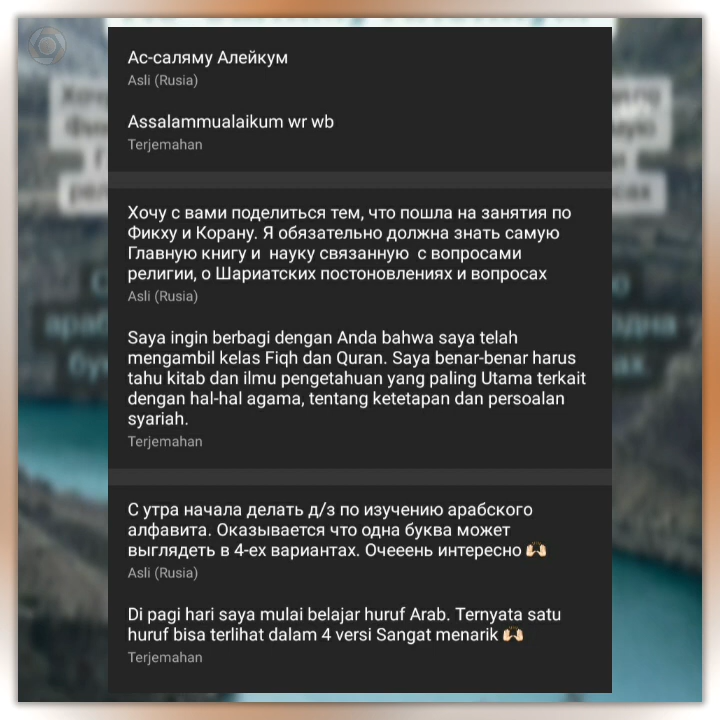 Ас-саляму Алейкум
Asli (Rusia)
Assalammualaikum wr wb
Terjemahan
Хочу с вами поделиться тем, что пошла на занятия по
Фикху и Корану. Я обязательно должна знать самую
Главную книгу и науку связанную с вопросами
религии, о Шариатских постоновлениях и вопросах
Asli (Rusia)
Saya ingin berbagi dengan Anda bahwa saya telah
mengambil kelas Fiqh dan Quran. Saya benar-benar harus
tahu kitab dan ilmu pengetahuan yang paling Utama terkait
dengan hal-hal agama, tentang ketetapan dan persoalan
syariah.
Terjemahan
С утра начала делать д/з по изучению арабского
алфавита. Оказывается что одна буква может
выглядеть в 4-ех вариантах. Очееень интересно 🙌🏻
Asli (Rusia)
Di pagi hari saya mulai belajar huruf Arab. Ternyata satu
huruf bisa terlihat dalam 4 versi Sangat menarik 🙌🏻
Terjemahan